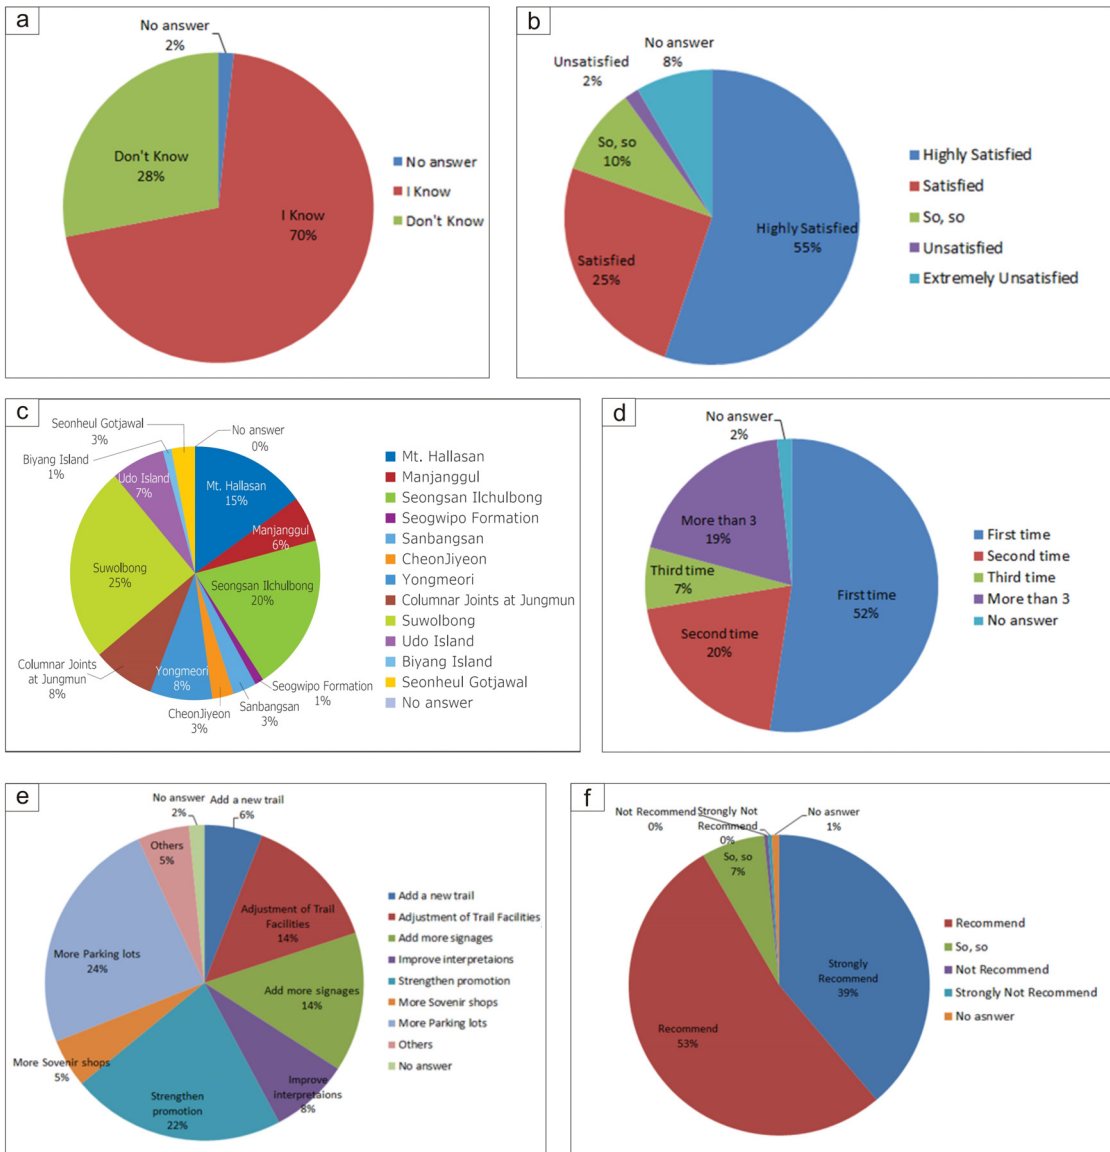 a
No answer
2%
Don't Know
28%
I Know
70%
No answer
I Know
Don't Know
b
No answer
8%
Unsatisfied
2%
So, so
10%
Highly Satisfied
55%
Satisfied
25%
Highly Satisfied
Satisfied
So, so
Unsatisfied
Extremely Unsatisfied
c
Seonheul Gotjawal
3%
No answer
0%
Biyang Island
1%
Udo Island
7%
Mt. Hallasan
15%
Manjanggul
6%
Suwolbong
25%
Seongsan Ilchulbong
20%
Columnar Joints
at Jungmun
8%
Yongmeori
8%
CheonJiyeon
3%
Sanbangsan
3%
Seogwipo Formation
1%
Mt. Hallasan
Manjanggul
Seongsan Ilchulbong
Seogwipo Formation
Sanbangsan
CheonJiyeon
Yongmeori
Columnar Joints at Jungmun
Suwolbong
Udo Island
Biyang Island
Seonheul Gotjawal
No answer
d
No answer
2%
More than 3
19%
Third time
7%
First time
52%
Second time
20%
First time
Second time
Third time
More than 3
No answer
e
No answer
2%
Add a new trail
6%
Others
5%
Adjustment of Trail
Facilities
14%
More Parking lots
24%
Add more signages
14%
More Sovenir shops
5%
Improve
interpretaions
8%
Strengthen
promotion
22%
Add a new trail
Adjustment of Trail Facilities
Add more signages
Improve interpretaions
Strengthen promotion
More Sovenir shops
More Parking lots
Others
No answer
f
Not Recommend
0%
Strongly Not
Recommend
0%
No asnwer
1%
So, so
7%
Strongly
Recommend
39%
Recommend
53%
Recommend
So, so
Not Recommend
Strongly Not Recommend
No asnwer